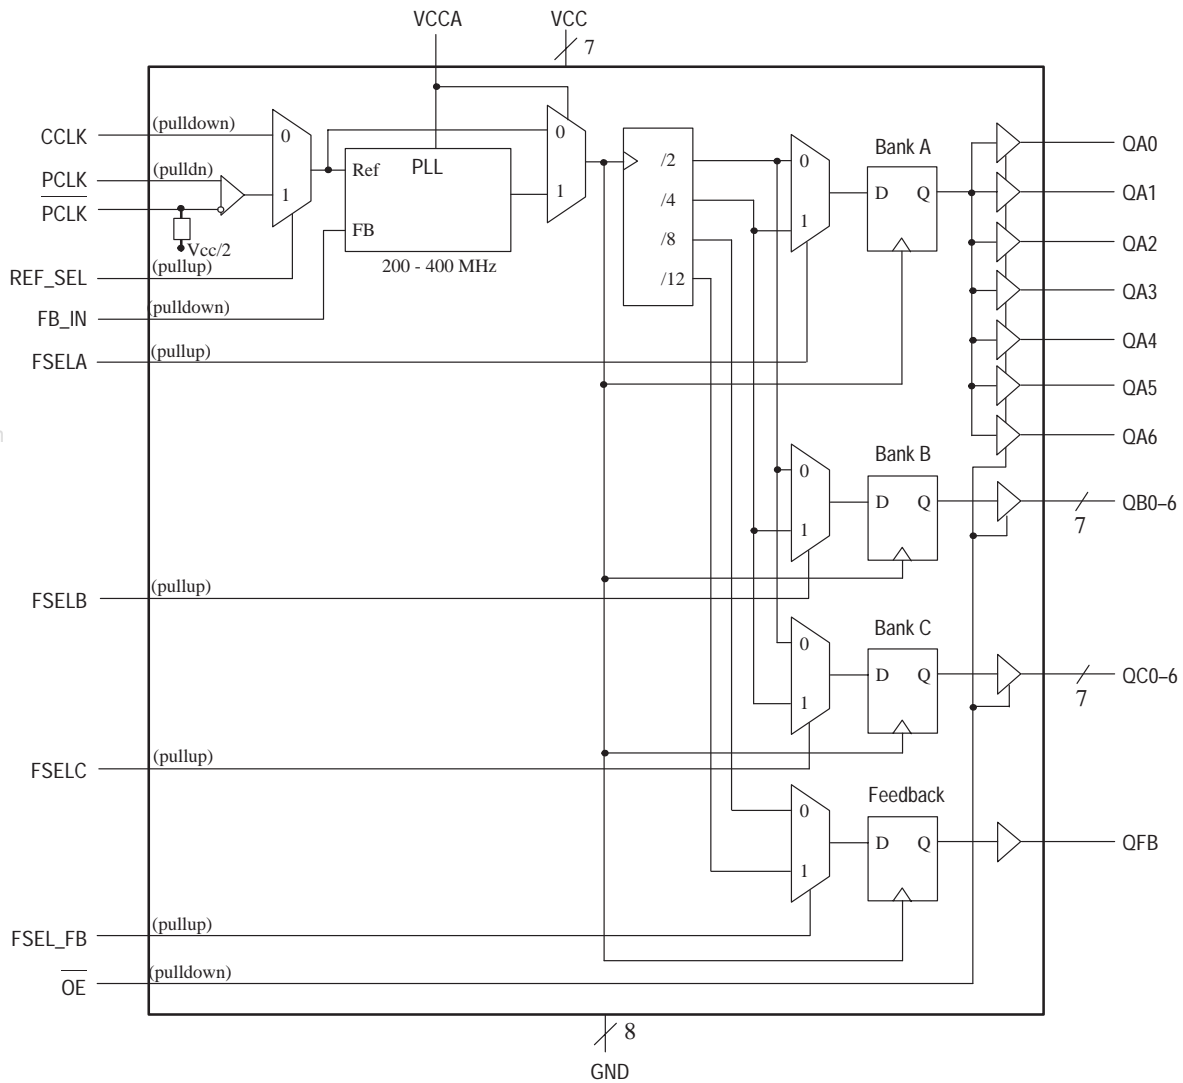 VCCA VCC
7
CCLK (pulldown) 0
PCLK (pulldn)
PCLK
1
Vcc/2
REF_SEL (pullup)
FB_IN (pulldown)
FSELA (pullup)
Ref PLL
FB
200 - 400 MHz
0
1
/2
/4
/8
/12
0
1
Bank A
D Q
QA0
QA1
QA2
QA3
QA4
QA5
QA6
n
0
1
Bank B
D Q
7
QB0–6
FSELB (pullup)
0
1
Bank C
D Q
7
QC0–6
FSELC (pullup)
0
1
Feedback
D Q
QFB
FSEL_FB (pullup)
OE (pulldown)
8
GND